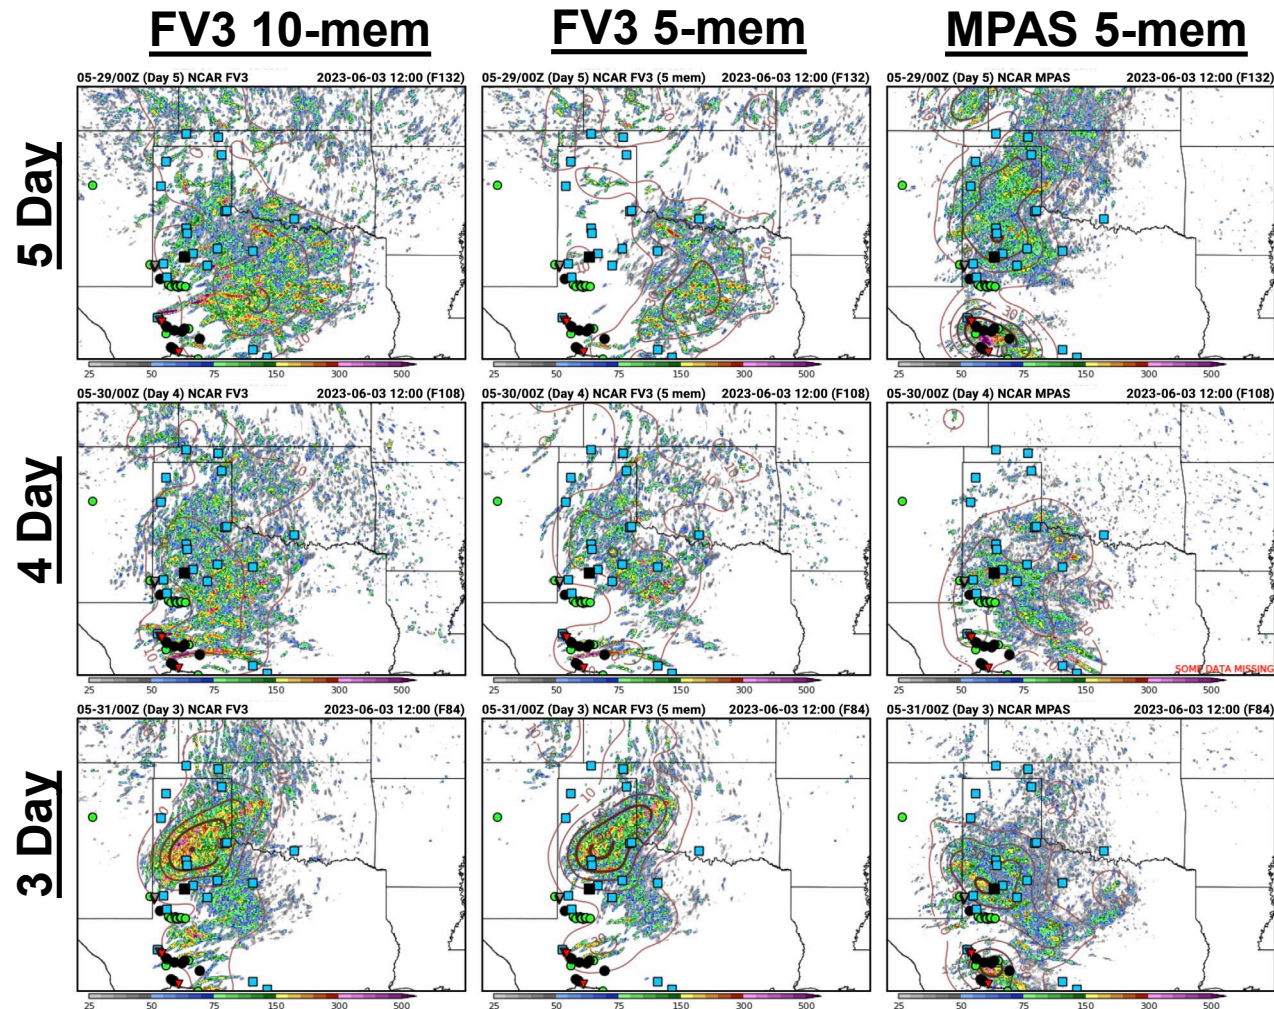 FV3 10-mem FV3 5-mem MPAS 5-mem
5 Day
05-29/00Z (Day 5) NCAR FV3 2023-06-03 12:00 (F132)
05-29/00Z (Day 5) NCAR FV3 (5 mem) 2023-06-03 12:00 (F132)
05-29/00Z (Day 5) NCAR MPAS 2023-06-03 12:00 (F132)
25 50 75 150 300 500
25 50 75 150 300 500
25 50 75 150 300 500
4 Day
05-30/00Z (Day 4) NCAR FV3 2023-06-03 12:00 (F108)
05-30/00Z (Day 4) NCAR FV3 (5 mem) 2023-06-03 12:00 (F108)
05-30/00Z (Day 4) NCAR MPAS 2023-06-03 12:00 (F108)
SOME DATA MISSING
25 50 75 150 300 500
25 50 75 150 300 500
25 50 75 150 300 500
3 Day
05-31/00Z (Day 3) NCAR FV3 2023-06-03 12:00 (F84)
05-31/00Z (Day 3) NCAR FV3 (5 mem) 2023-06-03 12:00 (F84)
05-31/00Z (Day 3) NCAR MPAS 2023-06-03 12:00 (F84)
25 50 75 150 300 500
25 50 75 150 300 500
25 50 75 150 300 500